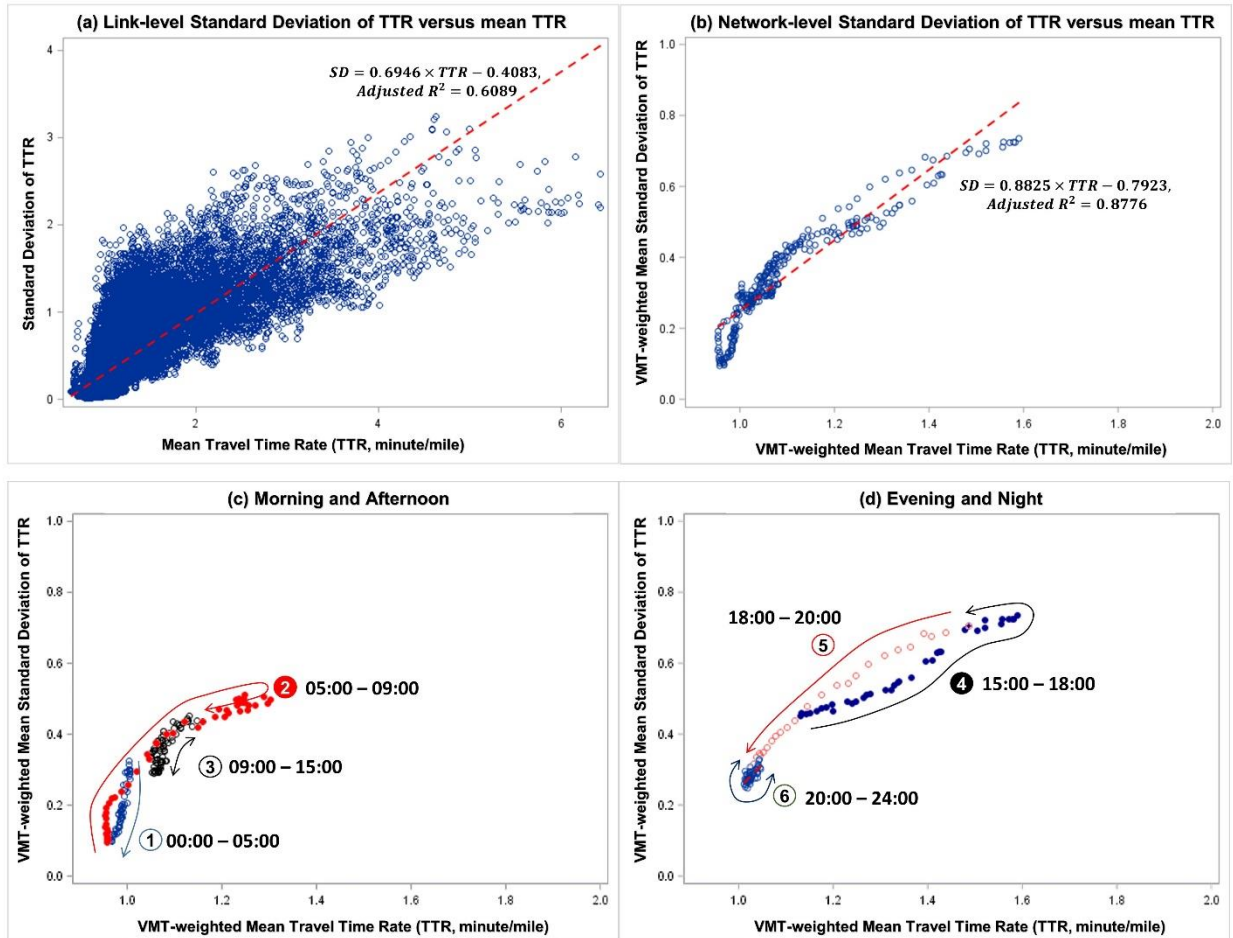 (a) Link-level Standard Deviation of TTR versus mean TTR
Standard Deviation of TTR
4
3
2
1
0
SD = 0.6946 × TTR − 0.4083,
Adjusted R² = 0.6089
2
4
6
Mean Travel Time Rate (TTR, minute/mile)
(b) Network-level Standard Deviation of TTR versus mean TTR
VMT-weighted Mean Standard Deviation of TTR
1.0
0.8
0.6
0.4
0.2
0.0
SD = 0.8825 × TTR − 0.7923,
Adjusted R² = 0.8776
1.0
1.2
1.4
1.6
1.8
2.0
VMT-weighted Mean Travel Time Rate (TTR, minute/mile)
(c) Morning and Afternoon
VMT-weighted Mean Standard Deviation of TTR
1.0
0.8
0.6
0.4
0.2
0.0
2 05:00 – 09:00
3 09:00 – 15:00
1 00:00 – 05:00
1.0
1.2
1.4
1.6
1.8
2.0
VMT-weighted Mean Travel Time Rate (TTR, minute/mile)
(d) Evening and Night
VMT-weighted Mean Standard Deviation of TTR
1.0
0.8
0.6
0.4
0.2
0.0
18:00 – 20:00
5
4 15:00 – 18:00
6 20:00 – 24:00
1.0
1.2
1.4
1.6
1.8
2.0
VMT-weighted Mean Travel Time Rate (TTR, minute/mile)